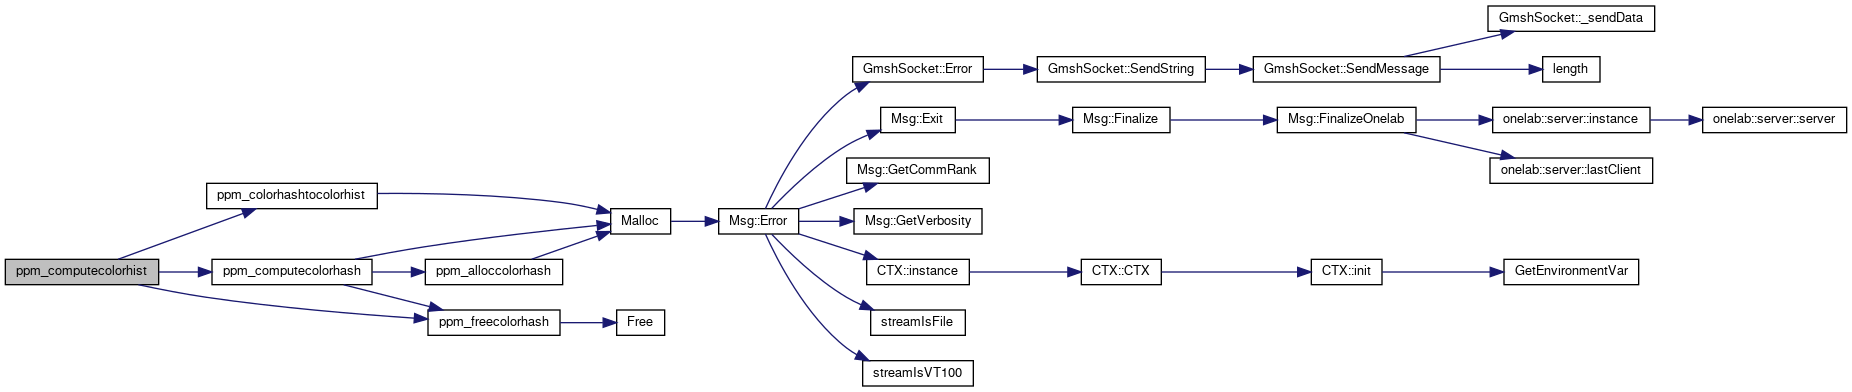 GmshSocket::_sendData
GmshSocket::Error
GmshSocket::SendString
GmshSocket::SendMessage
length
Msg::Exit
Msg::Finalize
Msg::FinalizeOnelab
onelab::server::instance
onelab::server::server
Msg::GetCommRank
onelab::server::lastClient
ppm_colorhashtocolorhist
Malloc
Msg::Error
Msg::GetVerbosity
ppm_computecolorhist
ppm_computecolorhash
ppm_alloccolorhash
CTX::instance
CTX::CTX
CTX::init
GetEnvironmentVar
ppm_freecolorhash
Free
streamIsFile
streamIsVT100